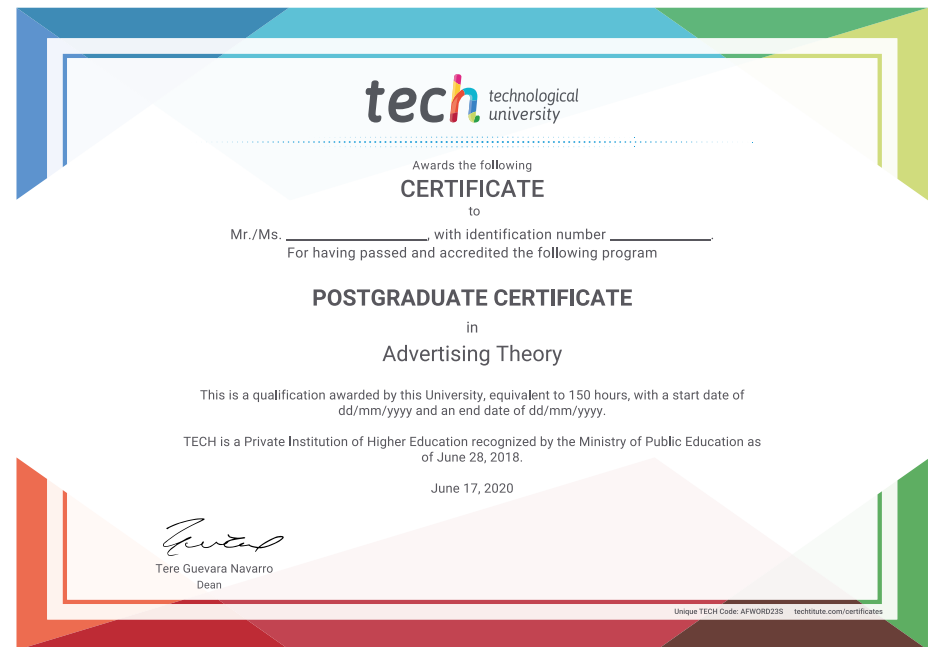 tech technological
university
Awards the following
CERTIFICATE
to
Mr./Ms. ____________________, with identification number ______________.
For having passed and accredited the following program
POSTGRADUATE CERTIFICATE
in
Advertising Theory
This is a qualification awarded by this University, equivalent to 150 hours, with a start date of
dd/mm/yyyy and an end date of dd/mm/yyyy.
TECH is a Private Institution of Higher Education recognized by the Ministry of Public Education as
of June 28, 2018.
June 17, 2020
Tere Guevara Navarro
Dean
Unique TECH Code: AFWORD23S techtitute.com/certificates